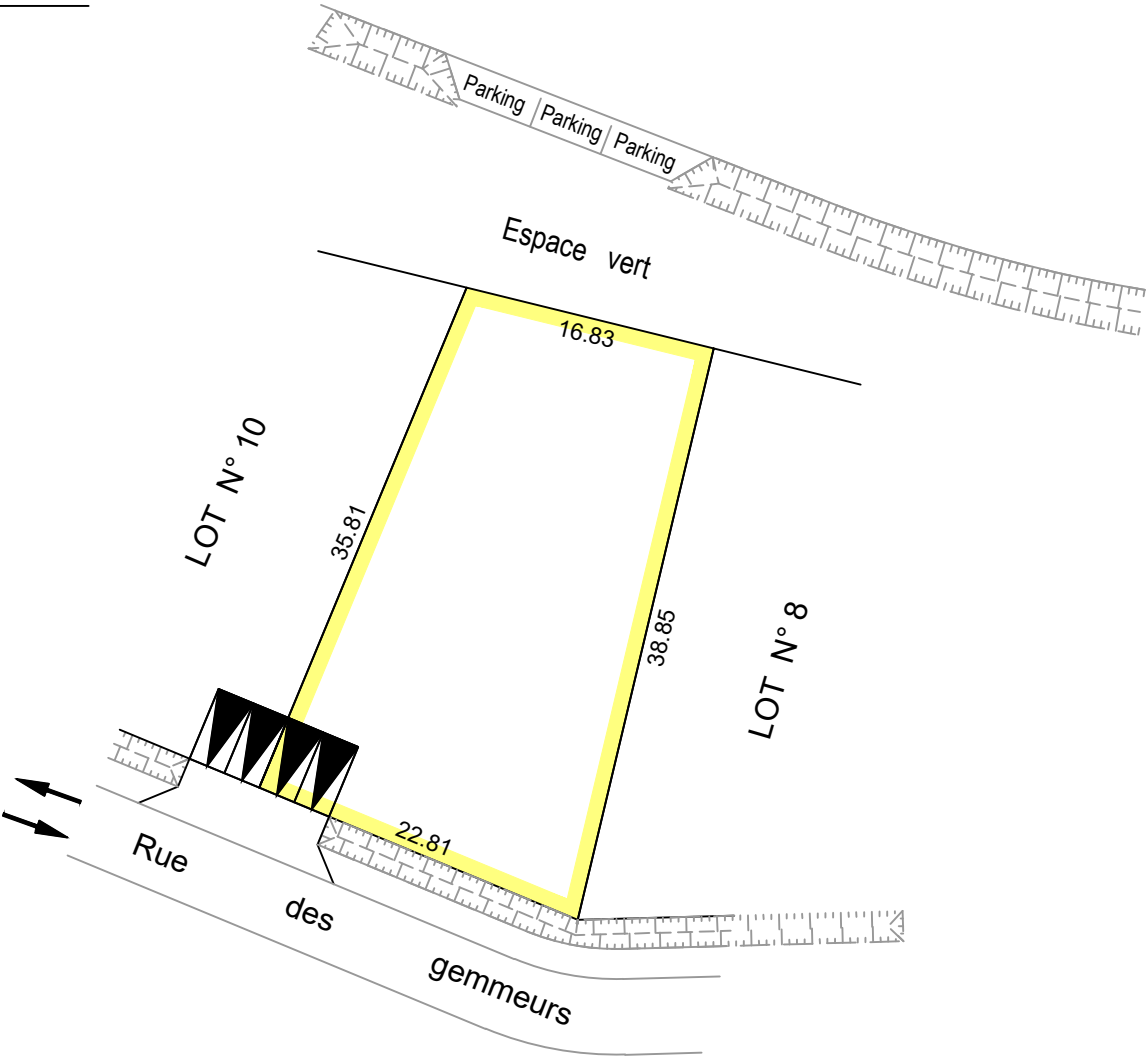 Parking
Parking
Parking
Espace vert
16.83
LOT N° 10
35.81
38.85
LOT N° 8
22.81
Rue des gemmeurs